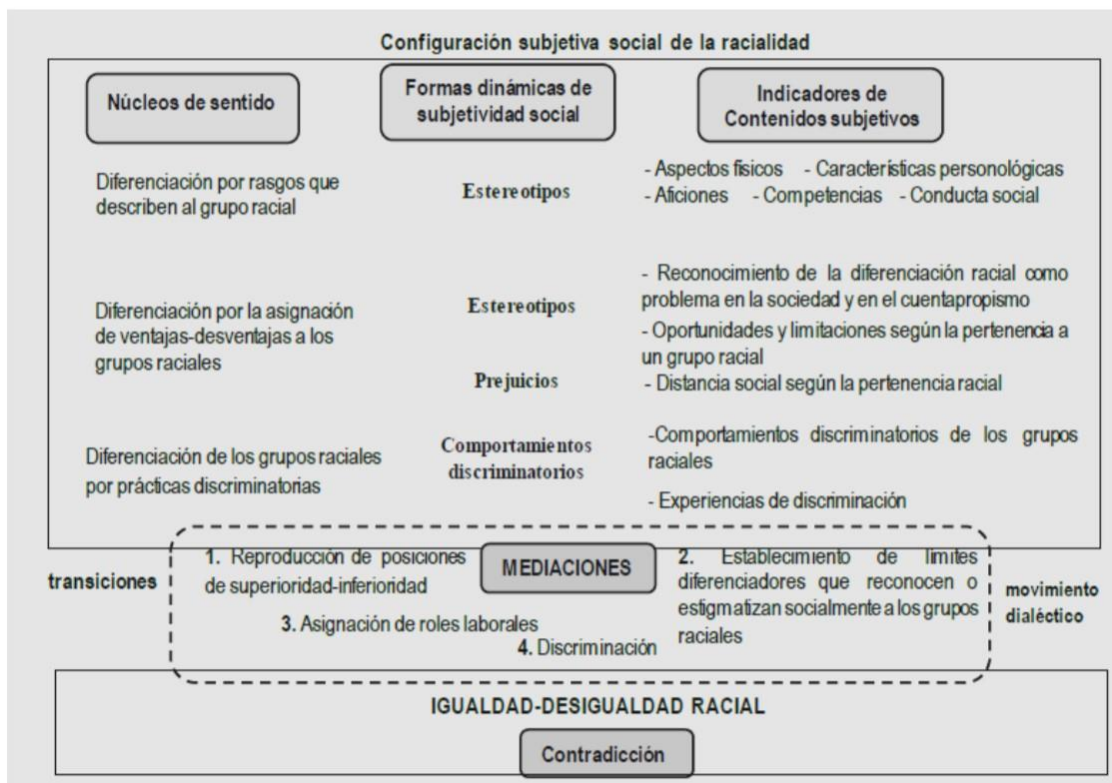 Configuración subjetiva social de la racialidad
Núcleos de sentido
Formas dinámicas de
subjetividad social
Indicadores de
Contenidos subjetivos
Diferenciación por rasgos que
describen al grupo racial
Estereotipos
- Aspectos físicos - Características personológicas
- Aficiones - Competencias - Conducta social
Diferenciación por la asignación
de ventajas-desventajas a los
grupos raciales
Estereotipos
Prejuicios
- Reconocimiento de la diferenciación racial como
problema en la sociedad y en el cuentapropismo
- Oportunidades y limitaciones según la pertenencia a
un grupo racial
- Distancia social según la pertenencia racial
Diferenciación de los grupos raciales
por prácticas discriminatorias
Comportamientos
discriminatorios
-Comportamientos discriminatorios de los grupos
raciales
- Experiencias de discriminación
transiciones
1. Reproducción de posiciones
de superioridad-inferioridad
MEDIACIONES
2. Establecimiento de límites
diferenciadores que reconocen o
estigmatizan socialmente a los grupos
raciales
3. Asignación de roles laborales
4. Discriminación
movimiento
dialéctico
IGUALDAD-DESIGUALDAD RACIAL
Contradicción